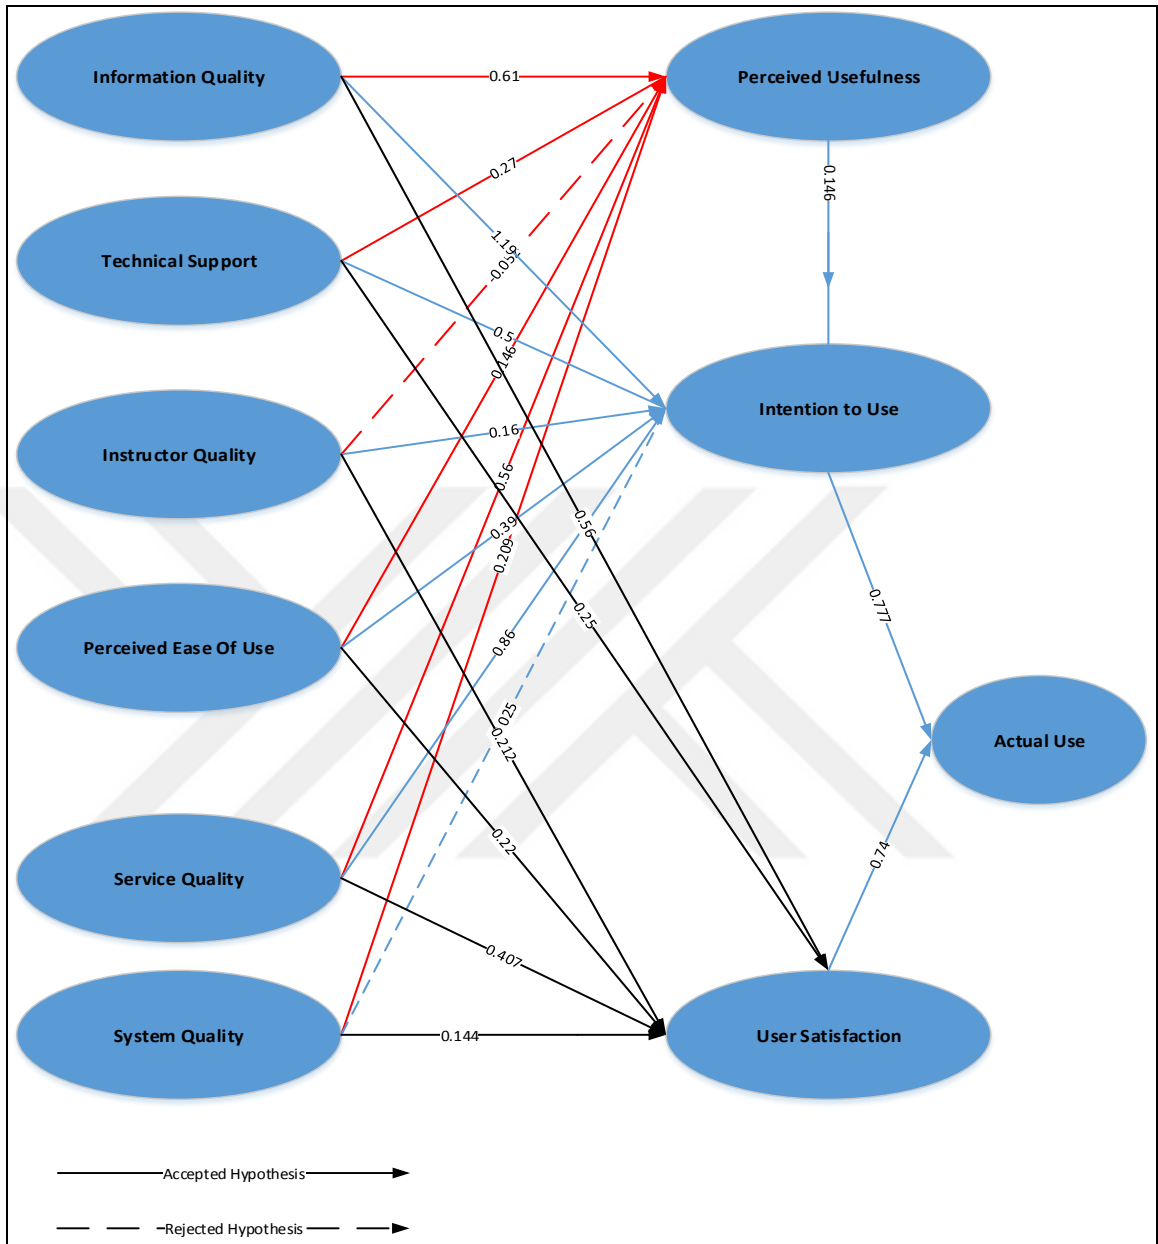 Information Quality
0.61
Perceived Usefulness
0.27
0.146
Technical Support
1.19
-0.05
0.5
0.146
Intention to Use
Instructor Quality
0.16
0.56
0.39
0.56
0.209
0.25
0.777
Perceived Ease Of Use
0.86
025
0.212
Actual Use
0.22
0.74
Service Quality
0.407
System Quality
0.144
User Satisfaction
Accepted Hypothesis
Rejected Hypothesis